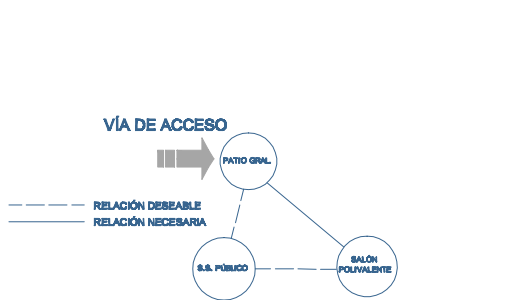 VÍA DE ACCESO
PATIO GRAL.
RELACIÓN DESEABLE
RELACIÓN NECESARIA
S.S. PÚBLICO
SALÓN
POLIVALENTE